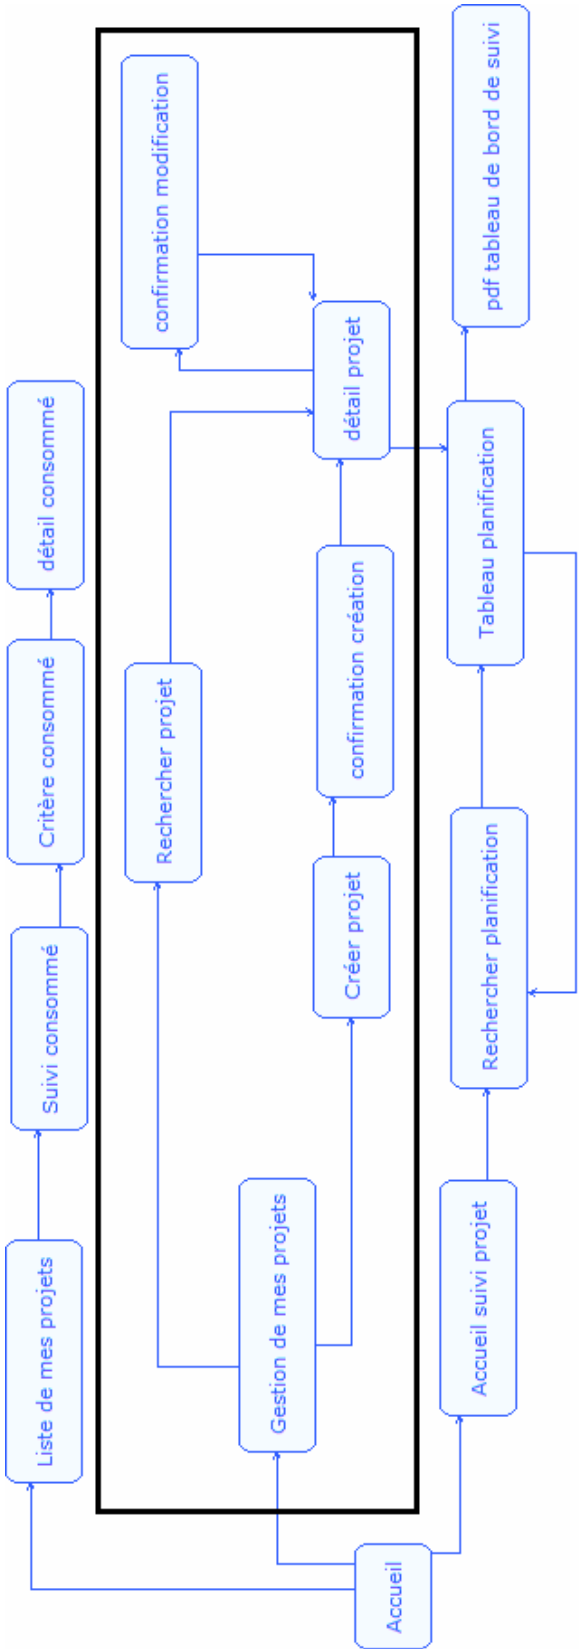 Accueil
Liste de mes projets
Suivi consommé
Critère consommé
détail consommé
Gestion de mes projets
Rechercher projet
confirmation modification
Créer projet
confirmation création
détail projet
Accueil suivi projet
Rechercher planification
Tableau planification
pdf tableau de bord de suivi